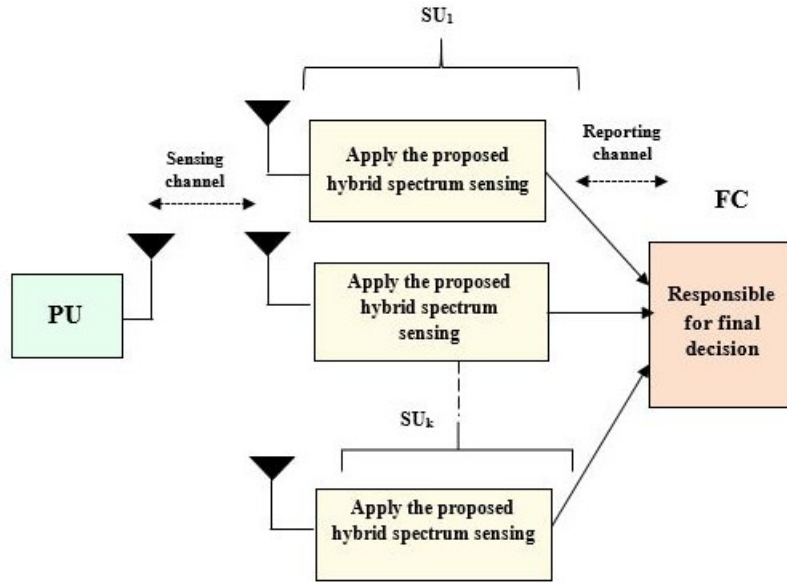 SU1
Sensing
channel
Apply the proposed
hybrid spectrum sensing
Reporting
channel
FC
PU
Apply the proposed
hybrid spectrum
sensing
Responsible
for final
decision
SUk
Apply the proposed
hybrid spectrum sensing